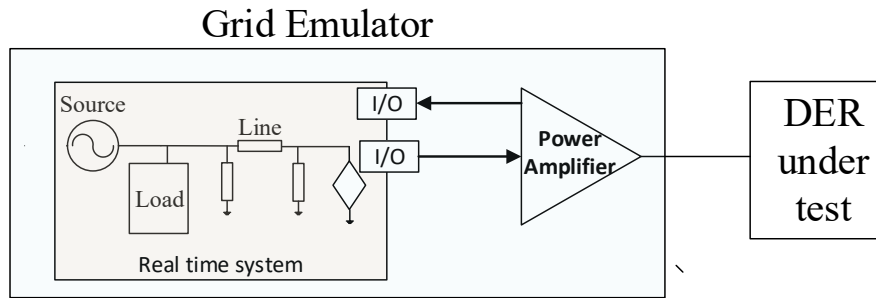 Grid Emulator
Source
Line
Load
I/O
I/O
Real time system
Power
Amplifier
DER
under
test